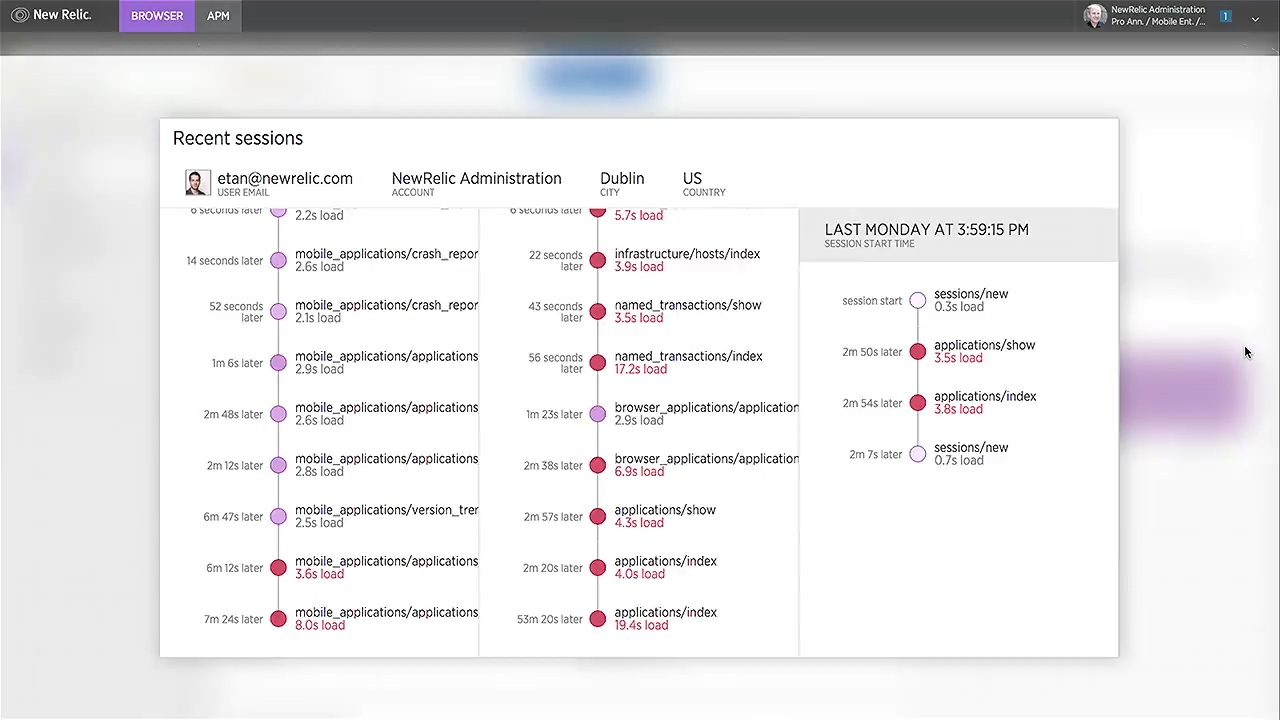 New Relic.
BROWSER
APM
NewRelic Administration
Pro Ann. / Mobile Ent. /...
1
Recent sessions
etan@newrelic.com
USER EMAIL
NewRelic Administration
ACCOUNT
Dublin
CITY
US
COUNTRY
6 seconds later
2.2s load
14 seconds later
mobile_applications/crash_repor
2.6s load
52 seconds
later
mobile_applications/crash_repor
2.1s load
1m 6s later
mobile_applications/applications
2.9s load
2m 48s later
mobile_applications/applications
2.6s load
2m 12s later
mobile_applications/applications
2.8s load
6m 47s later
mobile_applications/version_tren
2.5s load
6m 12s later
mobile_applications/applications
3.6s load
7m 24s later
mobile_applications/applications
8.0s load
6 seconds later
5.7s load
22 seconds
later
infrastructure/hosts/index
3.9s load
43 seconds
later
named_transactions/show
3.5s load
56 seconds
later
named_transactions/index
17.2s load
1m 23s later
browser_applications/application
2.9s load
2m 38s later
browser_applications/application
6.9s load
2m 57s later
applications/show
4.3s load
2m 20s later
applications/index
4.0s load
53m 20s later
applications/index
19.4s load
LAST MONDAY AT 3:59:15 PM
SESSION START TIME
session start
sessions/new
0.3s load
2m 50s later
applications/show
3.5s load
2m 54s later
applications/index
3.8s load
2m 7s later
sessions/new
0.7s load